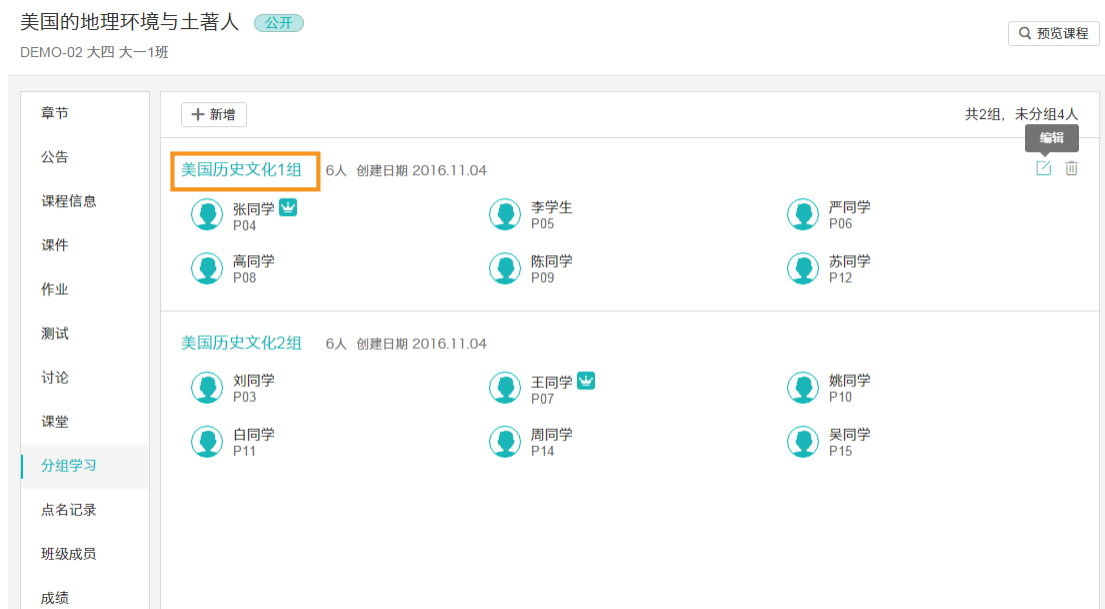 美国的地理环境与土著人 公开
DEMO-02 大四 大一1班
预览课程
章节
公告
课程信息
课件
作业
测试
讨论
课堂
分组学习
点名记录
班级成员
成绩
新增
共2组，未分组4人
编辑
美国历史文化1组 6人 创建日期 2016.11.04
张同学 李学生 严同学
P04 P05 P06
高同学 陈同学 苏同学
P08 P09 P12
美国历史文化2组 6人 创建日期 2016.11.04
刘同学 王同学 姚同学
P03 P07 P10
白同学 周同学 吴同学
P11 P14 P15